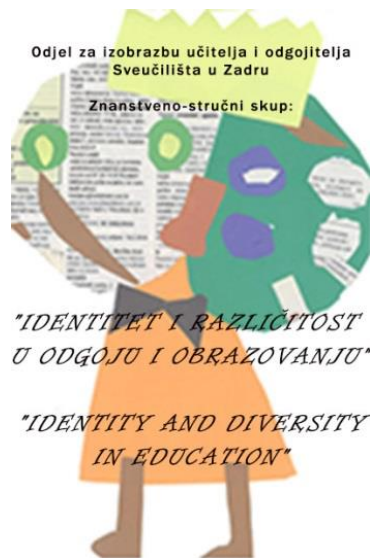 Odjel za izobrazbu učitelja i odgojitelja
Sveučilišta u Zadru
Znanstveno-stručni skup:
"IDENTITET I RAZLIČITOST
U ODGOJU I OBRAZOVANJU"
"IDENTITY AND DIVERSITY
IN EDUCATION"